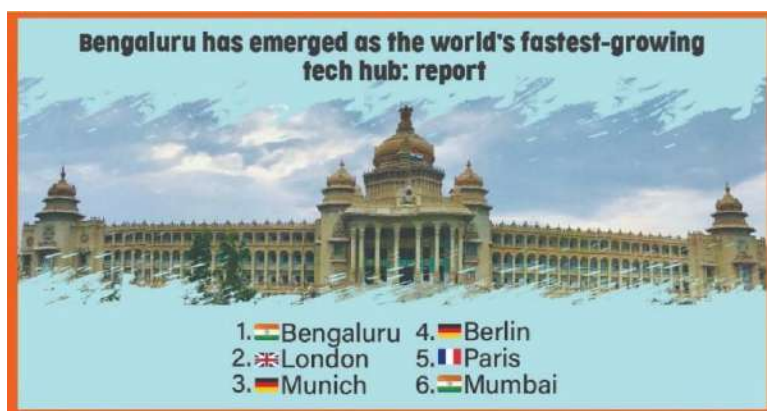 Bengaluru has emerged as the world's fastest-growing
tech hub: report
1. Bengaluru 4. Berlin
2. London 5. Paris
3. Munich 6. Mumbai